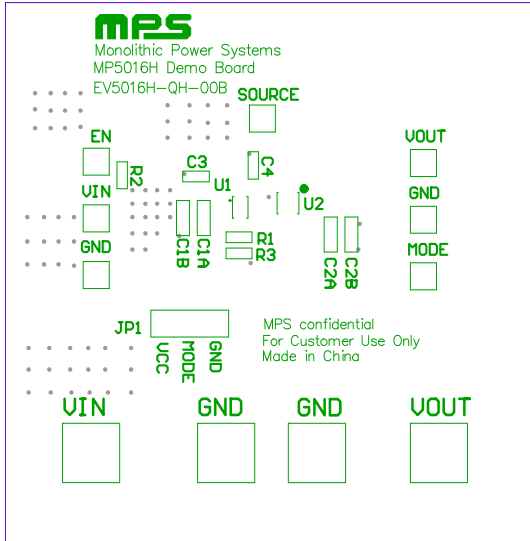 mps
Monolithic Power Systems
MP5016H Demo Board
EV5016H-QH-00B
SOURCE
EN
VOUT
R2
C3
C4
VIN
U1
U2
GND
C1B
C1A
R1
R3
C2A
C2B
GND
MODE
JP1
VCC
MODE
GND
MPS confidential
For Customer Use Only
Made in China
VIN
GND
GND
VOUT